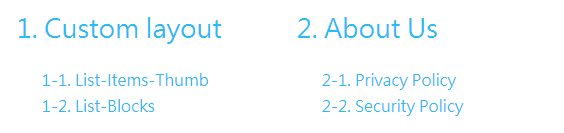 1. Custom layout
1-1. List-Items-Thumb
1-2. List-Blocks
2. About Us
2-1. Privacy Policy
2-2. Security Policy